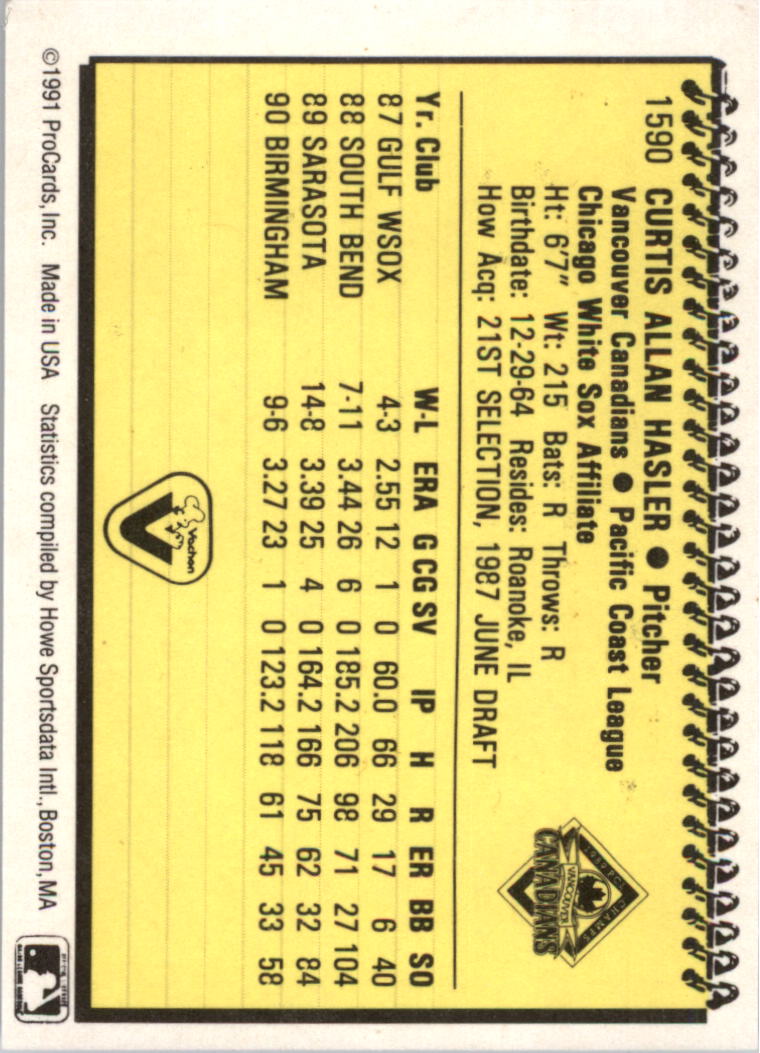 1590 CURTIS ALLAN HASLER ● Pitcher
Vancouver Canadians ● Pacific Coast League
Chicago White Sox Affiliate
Ht: 6'7" Wt: 215 Bats: R Throws: R
Birthdate: 12-29-64 Resides: Roanoke, IL
How Acq: 21ST SELECTION, 1987 JUNE DRAFT
1989 PCL CHAMPS
VANCOUVER
CANADIANS
Yr. Club W-L ERA G CG SV IP H R ER BB SO
87 GULF WSOX 4-3 2.55 12 1 0 60.0 66 29 17 6 40
88 SOUTH BEND 7-11 3.44 26 6 0 185.2 206 98 71 27 104
89 SARASOTA 14-8 3.39 25 4 0 164.2 166 75 62 32 84
90 BIRMINGHAM 9-6 3.27 23 1 0 123.2 118 61 45 33 58
Vachon
V
©1991 ProCards, Inc. Made in USA Statistics compiled by Howe Sportsdata Intl., Boston, MA